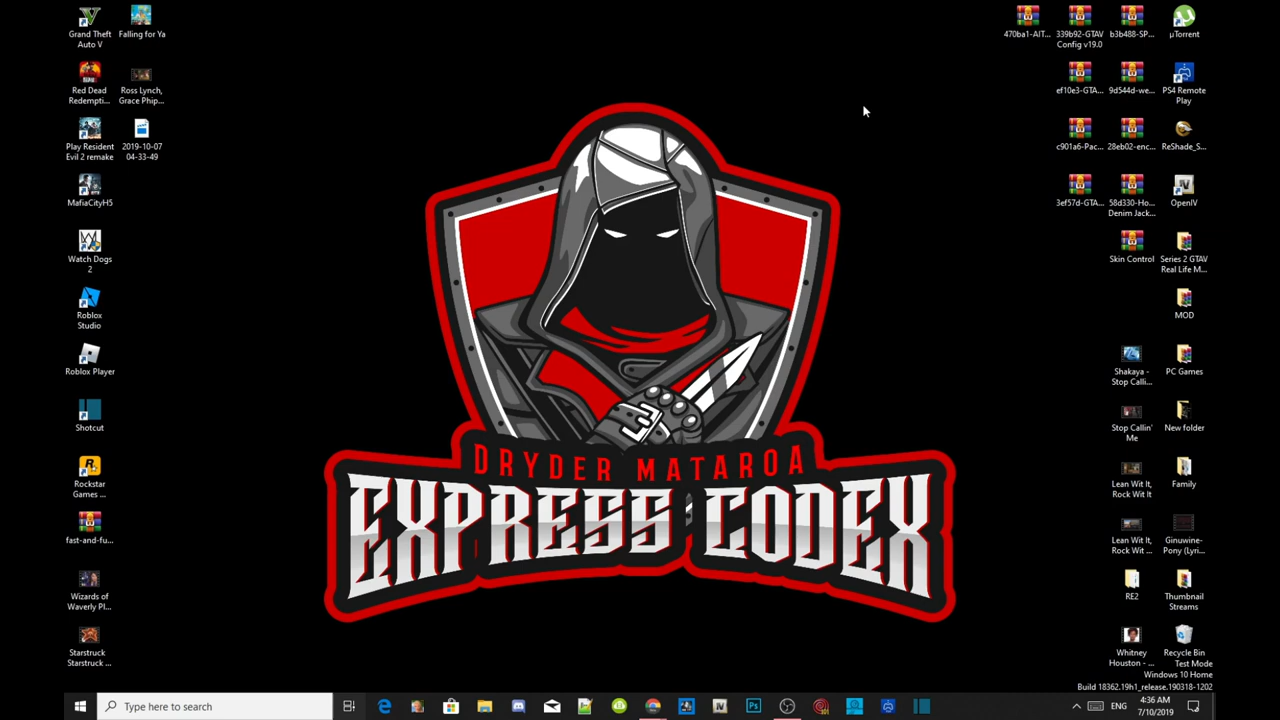 Grand Theft
Auto V
Falling for Ya
Red Dead
Redempti...
Ross Lynch,
Grace Phip...
Play Resident
Evil 2 remake
2019-10-07
04-33-49
MafiaCityH5
Watch Dogs
2
Roblox
Studio
Roblox Player
Shotcut
Rockstar
Games ...
fast-and-fu...
Wizards of
Waverly Pl...
Starstruck
Starstruck ...
DRYDER MATAROA
EXPRESS CODEX
470ba1-AIT...
339b92-GTAV
Config v19.0
b3b488-SP...
µTorrent
ef10e3-GTA...
9d544d-we...
PS4 Remote
Play
c901a6-Pac...
28eb02-enc...
ReShade_S...
3ef57d-GTA...
58d330-Ho...
Denim Jack...
OpenIV
Skin Control
Series 2 GTAV
Real Life M...
MOD
Shakaya -
Stop Calli...
PC Games
Stop Callin'
Me
New folder
Lean Wit It,
Rock Wit It
Family
Lean Wit It,
Rock Wit ...
Ginuwine-
Pony (Lyri...
RE2
Thumbnail
Streams
Whitney
Houston - ...
Recycle Bin
Test Mode
Windows 10 Home
Build 18362.19h1_release.190318-1202
Type here to search
Ps
ENG
4:36 AM
7/10/2019